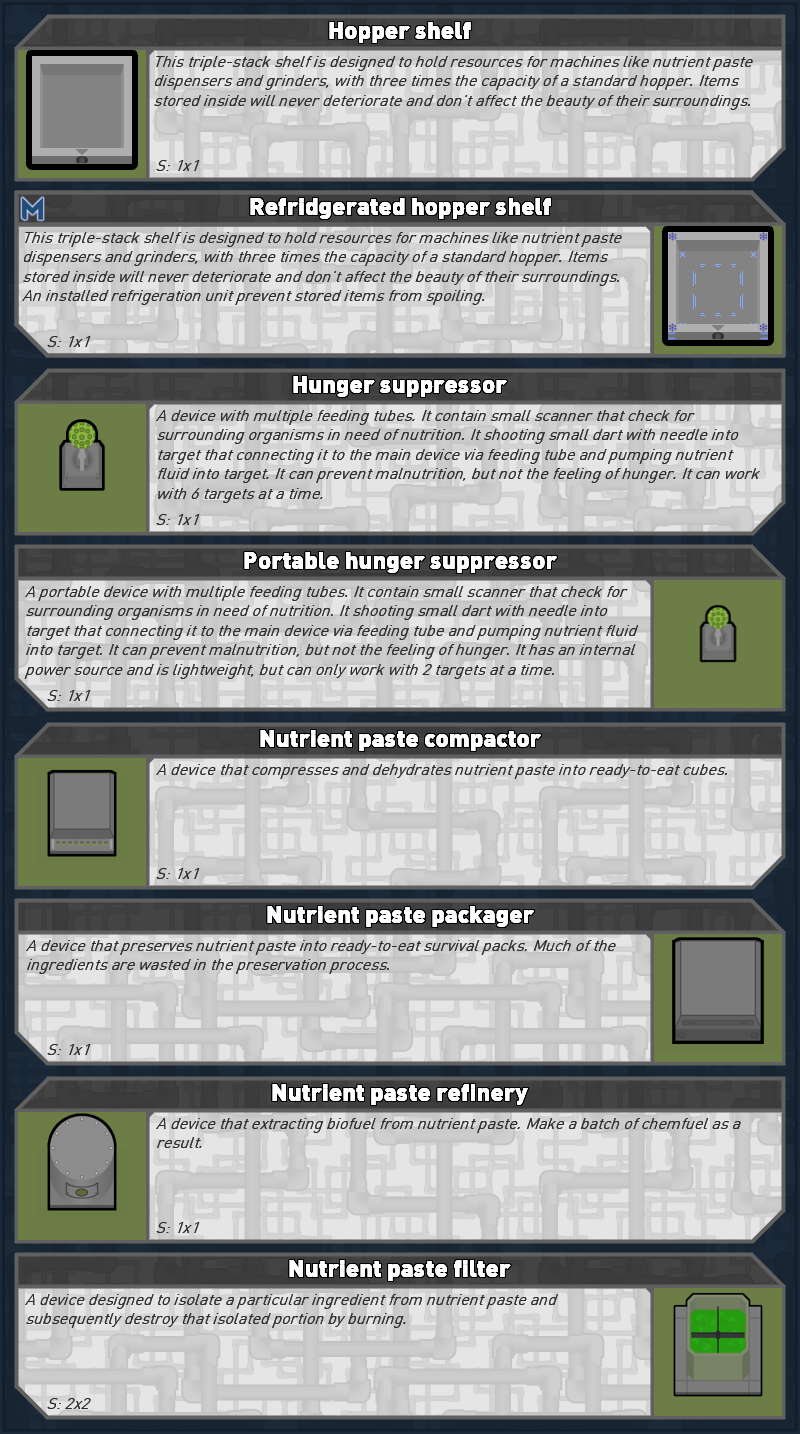 Hopper shelf
This triple-stack shelf is designed to hold resources for machines like nutrient paste
dispensers and grinders, with three times the capacity of a standard hopper. Items
stored inside will never deteriorate and don't affect the beauty of their surroundings.
S: 1x1
M
Refridgerated hopper shelf
This triple-stack shelf is designed to hold resources for machines like nutrient paste
dispensers and grinders, with three times the capacity of a standard hopper. Items
stored inside will never deteriorate and don't affect the beauty of their surroundings.
An installed refrigeration unit prevent stored items from spoiling.
S: 1x1
Hunger suppressor
A device with multiple feeding tubes. It contain small scanner that check for
surrounding organisms in need of nutrition. It shooting small dart with needle into
target that connecting it to the main device via feeding tube and pumping nutrient
fluid into target. It can prevent malnutrition, but not the feeling of hunger. It can work
with 6 targets at a time.
S: 1x1
Portable hunger suppressor
A portable device with multiple feeding tubes. It contain small scanner that check for
surrounding organisms in need of nutrition. It shooting small dart with needle into
target that connecting it to the main device via feeding tube and pumping nutrient fluid
into target. It can prevent malnutrition, but not the feeling of hunger. It has an internal
power source and is lightweight, but can only work with 2 targets at a time.
S: 1x1
Nutrient paste compactor
A device that compresses and dehydrates nutrient paste into ready-to-eat cubes.
S: 1x1
Nutrient paste packager
A device that preserves nutrient paste into ready-to-eat survival packs. Much of the
ingredients are wasted in the preservation process.
S: 1x1
Nutrient paste refinery
A device that extracting biofuel from nutrient paste. Make a batch of chemfuel as a
result.
S: 1x1
Nutrient paste filter
A device designed to isolate a particular ingredient from nutrient paste and
subsequently destroy that isolated portion by burning.
S: 2x2